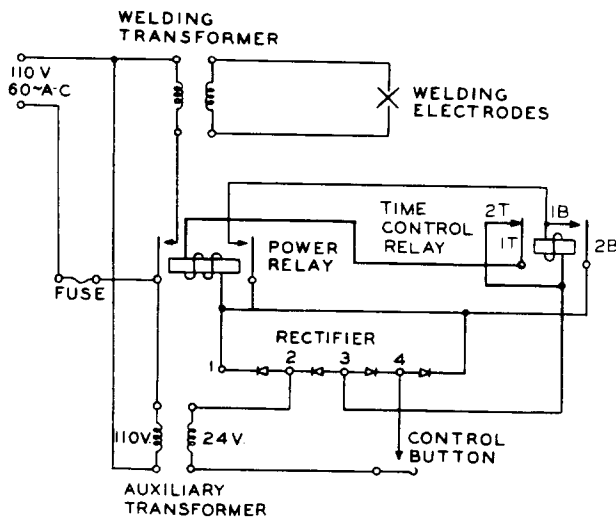 WELDING
TRANSFORMER
110 V
60~A-C
WELDING
ELECTRODES
2T
1B
TIME
CONTROL
RELAY
1T
2B
POWER
RELAY
FUSE
RECTIFIER
1
2
3
4
110V.
24V.
CONTROL
BUTTON
AUXILIARY
TRANSFORMER